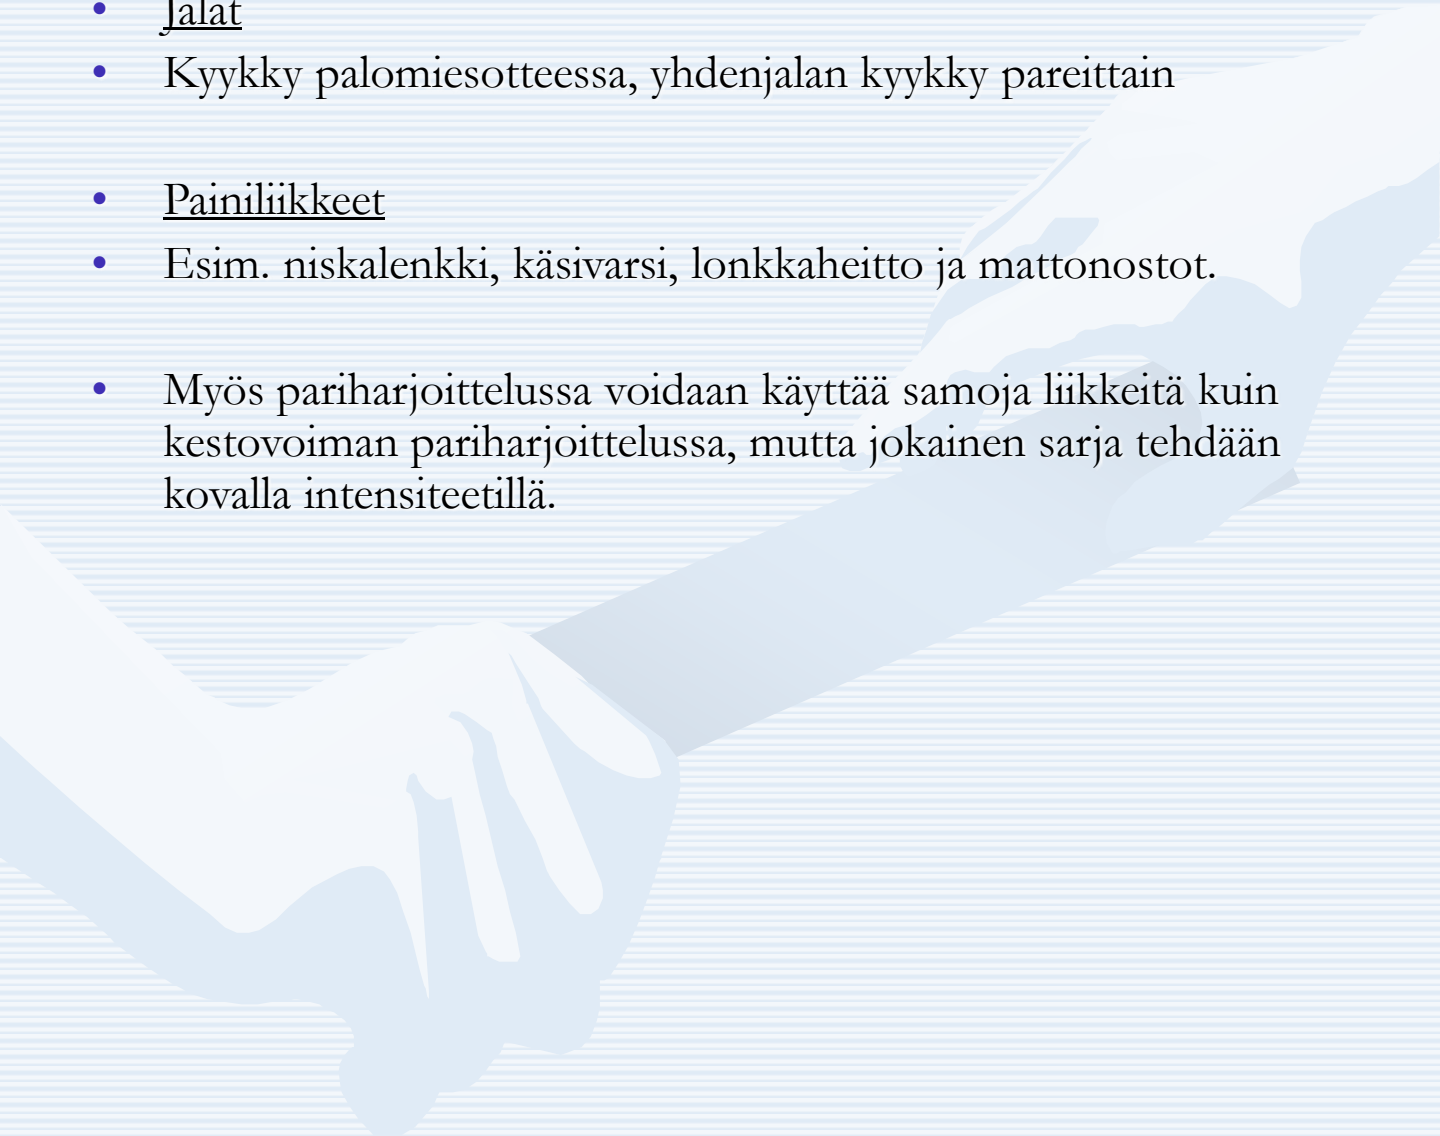 • Jalat
• Kyykky palomiesotteessa, yhdenjalan kyykky pareittain
• Painiliikkeet
• Esim. niskalenkki, käsivarsi, lonkkaheitto ja mattonostot.
• Myös pariharjoittelussa voidaan käyttää samoja liikkeitä kuin
kestovoiman pariharjoittelussa, mutta jokainen sarja tehdään
kovalla intensiteetillä.